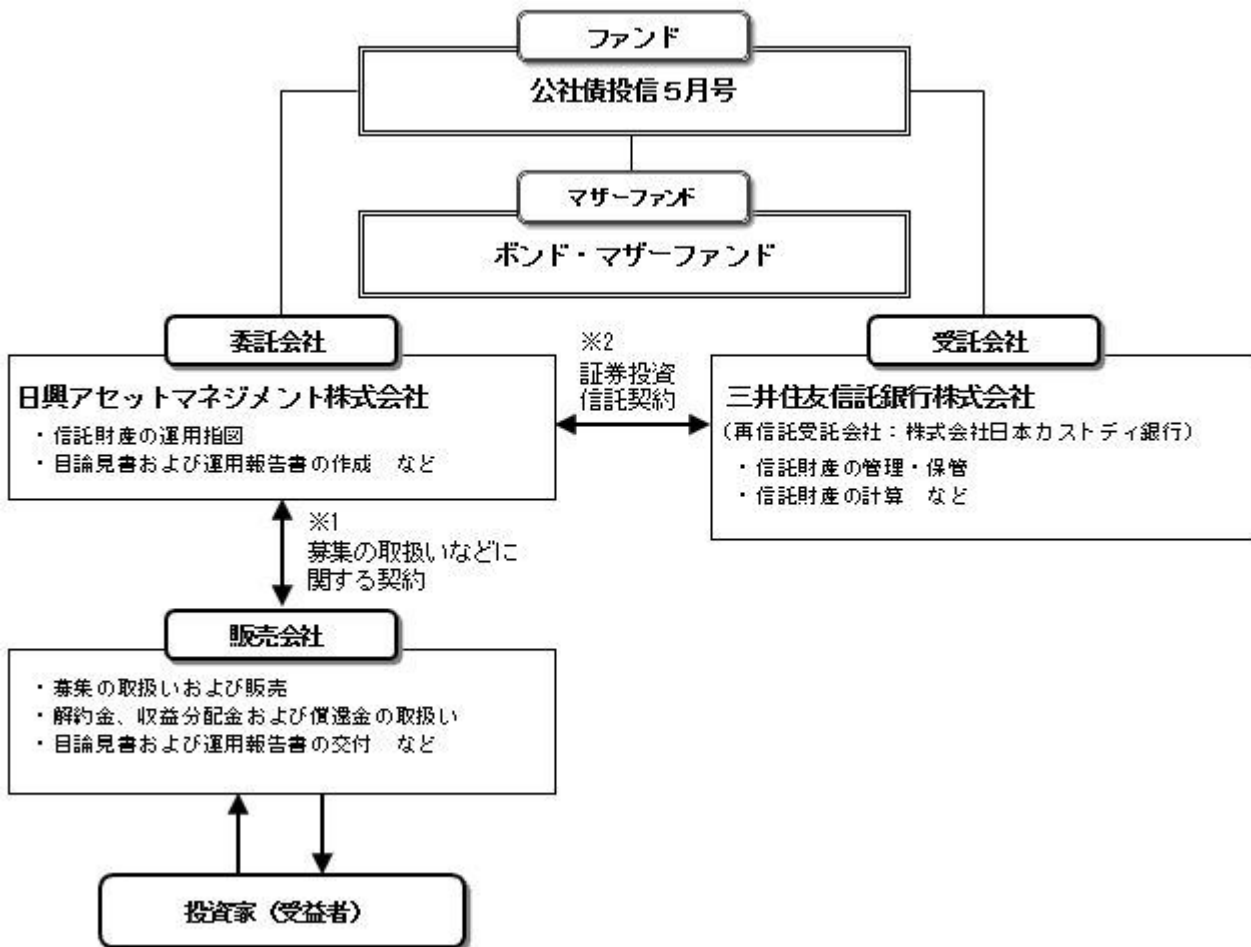 ファンド
公社債投信5月号
マザーファンド
ボンド・マザーファンド
委託会社
日興アセットマネジメント株式会社
・信託財産の運用指図
・目論見書および運用報告書の作成　など
※2
証券投資
信託契約
受託会社
三井住友信託銀行株式会社
(再信託受託会社:株式会社日本カストディ銀行)
・信託財産の管理・保管
・信託財産の計算　など
※1
募集の取扱いなどに
関する契約
販売会社
・募集の取扱いおよび販売
・解約金、収益分配金および償還金の取扱い
・目論見書および運用報告書の交付　など
投資家(受益者)